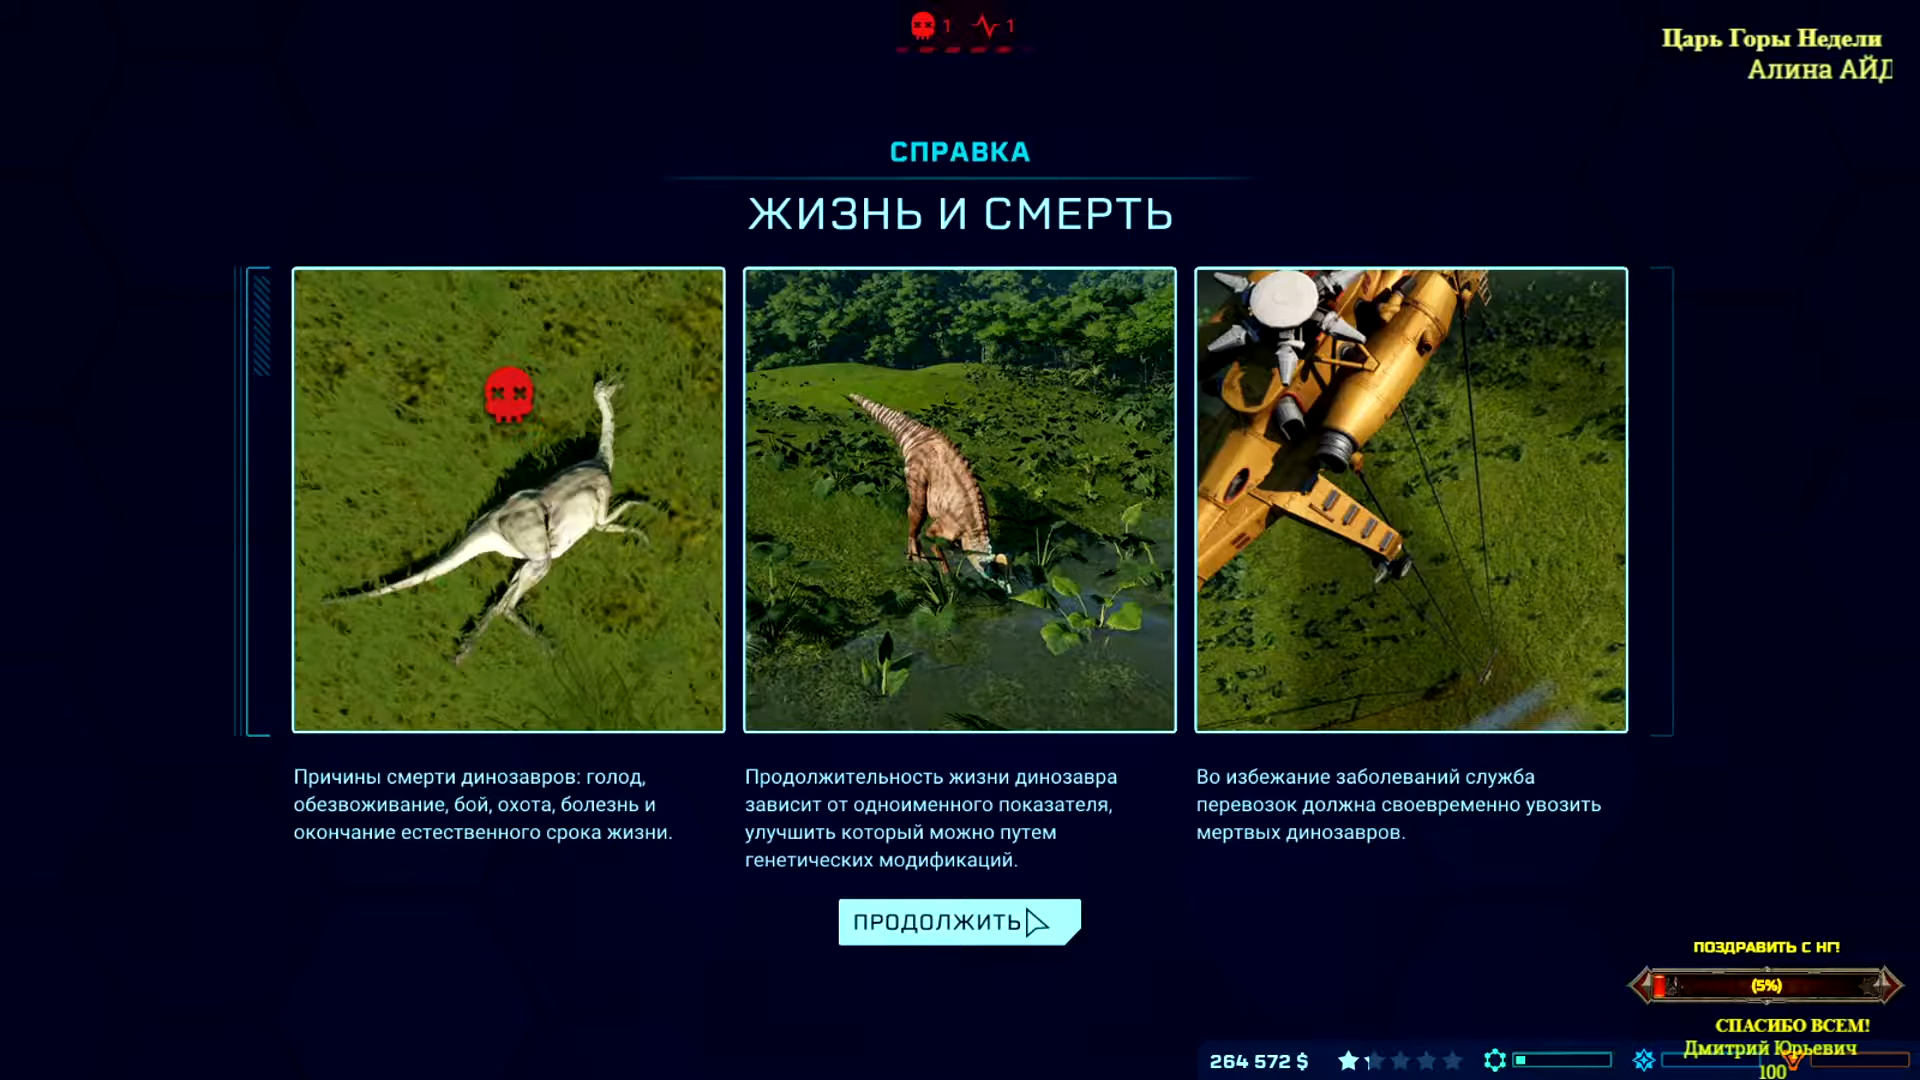 1 1
Царь Горы Недели
Алина АЙД
СПРАВКА
ЖИЗНЬ И СМЕРТЬ
Причины смерти динозавров: голод,
обезвоживание, бой, охота, болезнь и
окончание естественного срока жизни.
Продолжительность жизни динозавра
зависит от одноименного показателя,
улучшить который можно путем
генетических модификаций.
Во избежание заболеваний служба
перевозок должна своевременно увозить
мертвых динозавров.
ПРОДОЛЖИТЬ
ПОЗДРАВИТЬ С НГ!
(5%)
СПАСИБО ВСЕМ!
Дмитрий Юрьевич
100
264 572 $